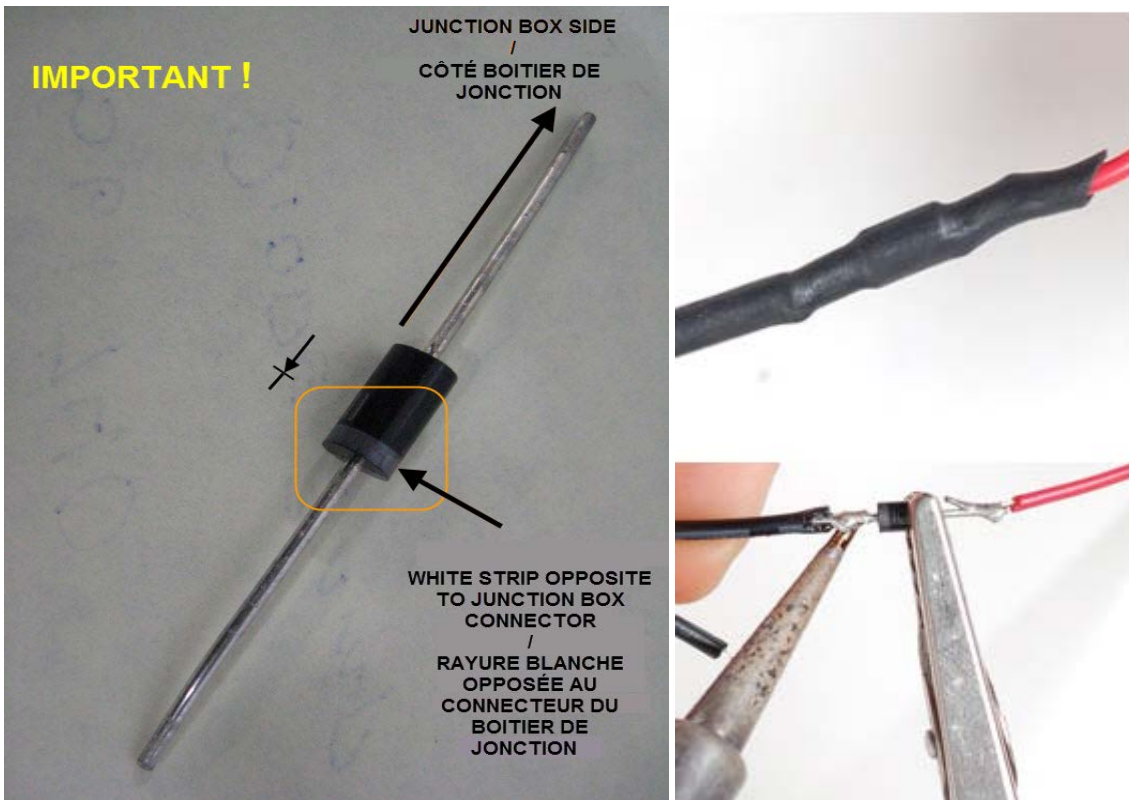 IMPORTANT !
JUNCTION BOX SIDE
/
CÔTÉ BOITIER DE
JONCTION
WHITE STRIP OPPOSITE
TO JUNCTION BOX
CONNECTOR
/
RAYURE BLANCHE
OPPOSÉE AU
CONNECTEUR DU
BOITIER DE
JONCTION